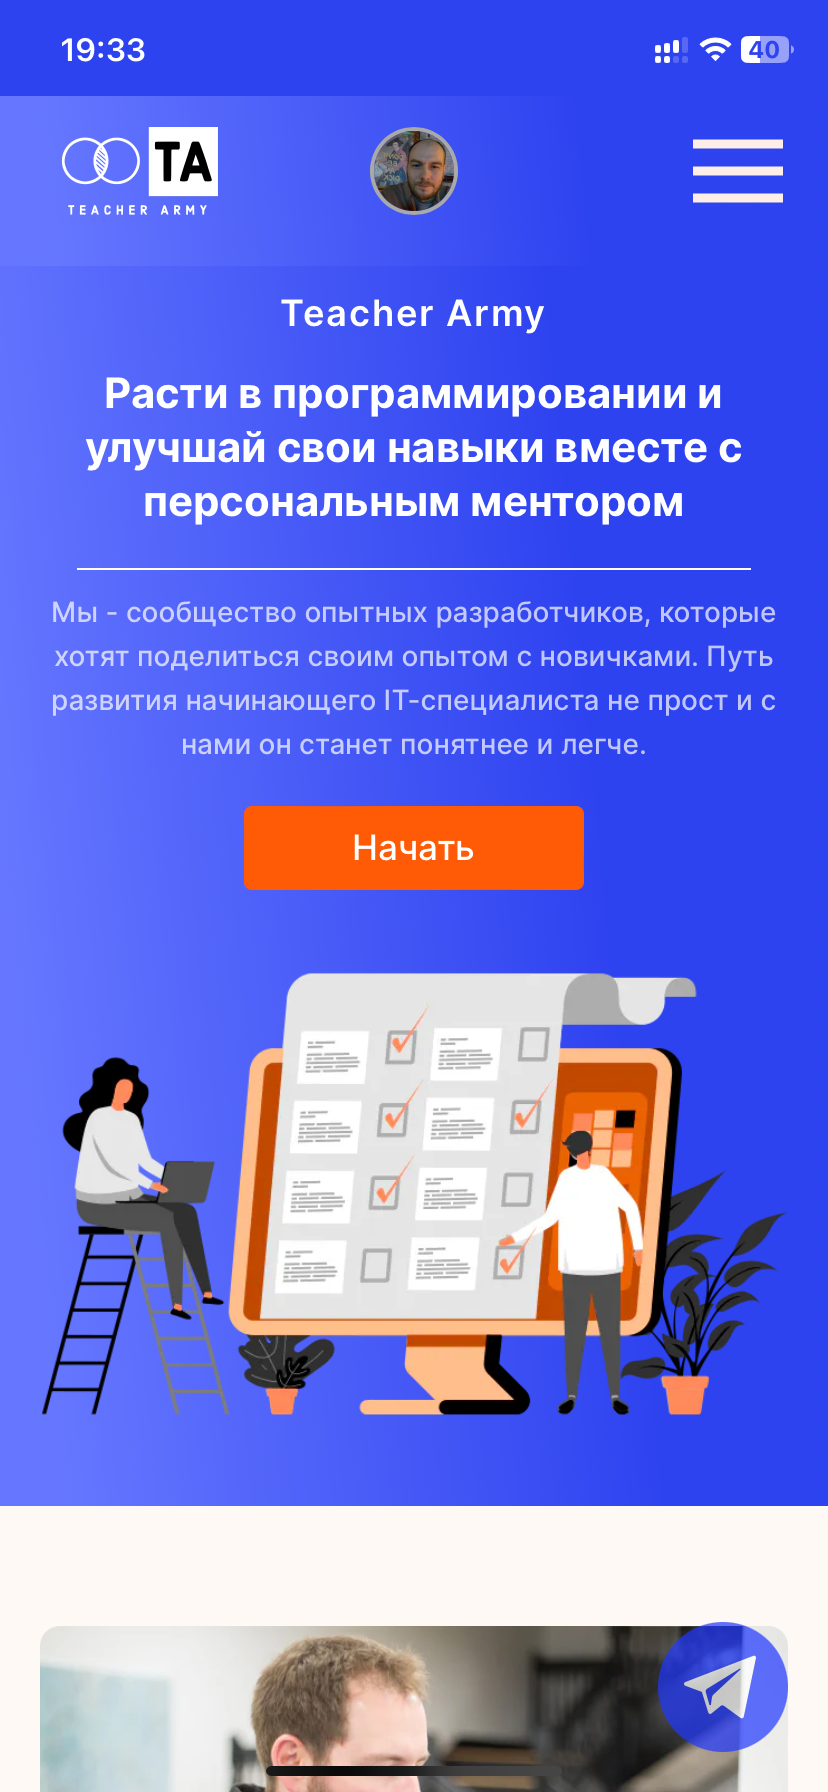 19:33
40
TA
TEACHER ARMY
Teacher Army
Расти в программировании и
улучшай свои навыки вместе с
персональным ментором
Мы - сообщество опытных разработчиков, которые
хотят поделиться своим опытом с новичками. Путь
развития начинающего IT-специалиста не прост и с
нами он станет понятнее и легче.
Начать